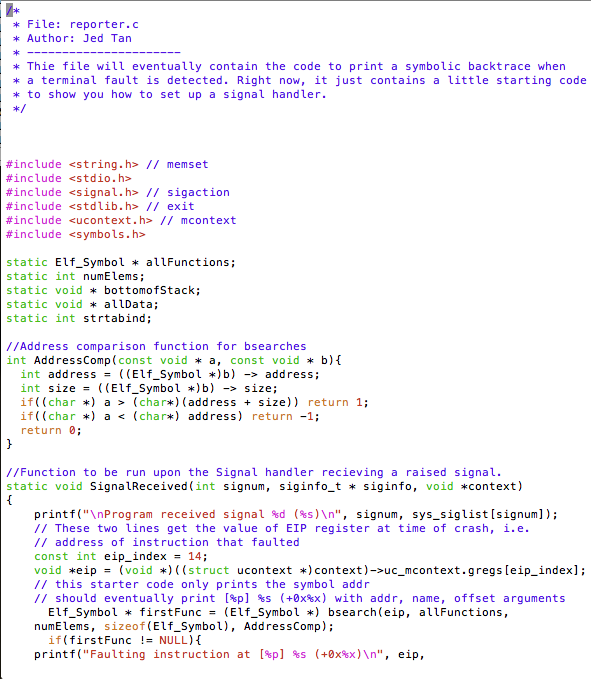 /*
 * File: reporter.c
 * Author: Jed Tan
 * ----------------------
 * Thie file will eventually contain the code to print a symbolic backtrace when
 * a terminal fault is detected. Right now, it just contains a little starting code
 * to show you how to set up a signal handler.
 */
#include <string.h> // memset
#include <stdio.h>
#include <signal.h> // sigaction
#include <stdlib.h> // exit
#include <ucontext.h> // mcontext
#include <symbols.h>
static Elf_Symbol * allFunctions;
static int numElems;
static void * bottomofStack;
static void * allData;
static int strtabind;
//Address comparison function for bsearches
int AddressComp(const void * a, const void * b){
  int address = ((Elf_Symbol *)b) -> address;
  int size = ((Elf_Symbol *)b) -> size;
  if((char *) a > (char*)(address + size)) return 1;
  if((char *) a < (char*) address) return -1;
  return 0;
}
//Function to be run upon the Signal handler recieving a raised signal.
static void SignalReceived(int signum, siginfo_t * siginfo, void *context)
{
    printf("\nProgram received signal %d (%s)\n", signum, sys_siglist[signum]);
    // These two lines get the value of EIP register at time of crash, i.e.
    // address of instruction that faulted
    const int eip_index = 14;
    void *eip = (void *)((struct ucontext *)context)->uc_mcontext.gregs[eip_index];
    // this starter code only prints the symbol addr
    // should eventually print [%p] %s (+0x%x) with addr, name, offset arguments
      Elf_Symbol * firstFunc = (Elf_Symbol *) bsearch(eip, allFunctions,
    numElems, sizeof(Elf_Symbol), AddressComp);
      if(firstFunc != NULL){
    printf("Faulting instruction at [%p] %s (+0x%x)\n", eip,